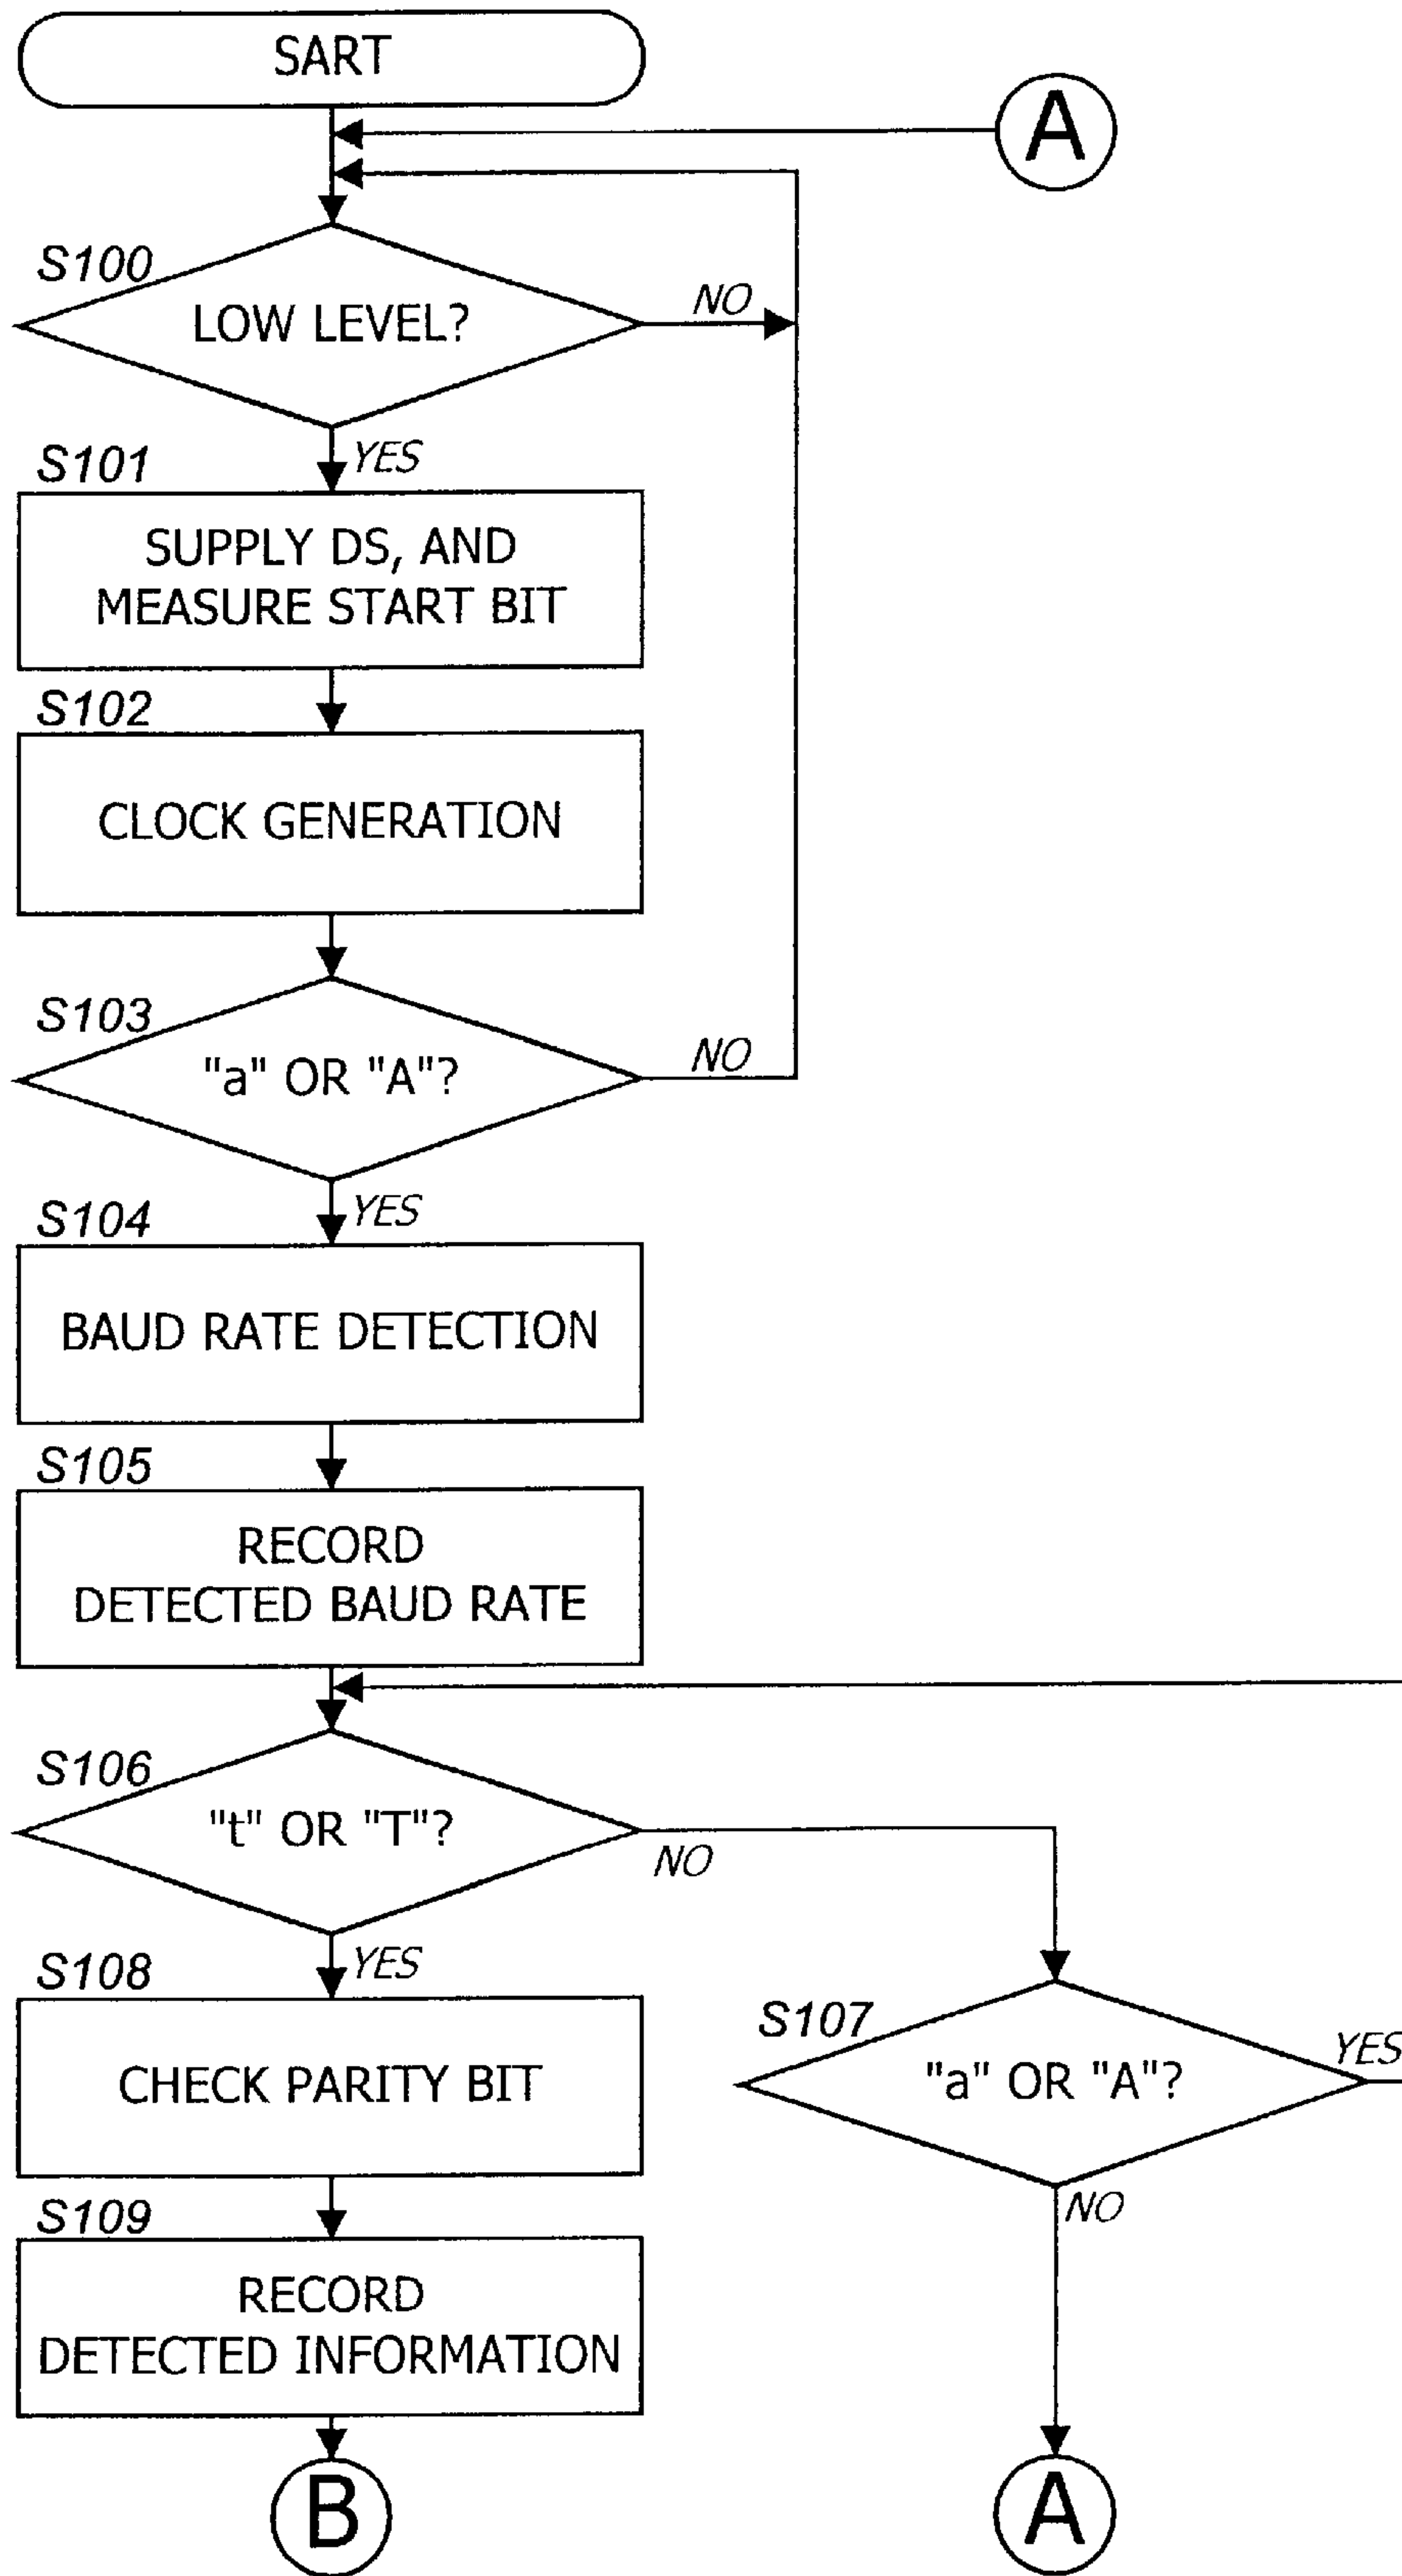 SART
A
S100
LOW LEVEL?
NO
YES
S101
SUPPLY DS, AND
MEASURE START BIT
S102
CLOCK GENERATION
S103
"a" OR "A"?
NO
YES
S104
BAUD RATE DETECTION
S105
RECORD
DETECTED BAUD RATE
S106
"t" OR "T"?
NO
YES
S107
"a" OR "A"?
YES
NO
S108
CHECK PARITY BIT
S109
RECORD
DETECTED INFORMATION
B
A